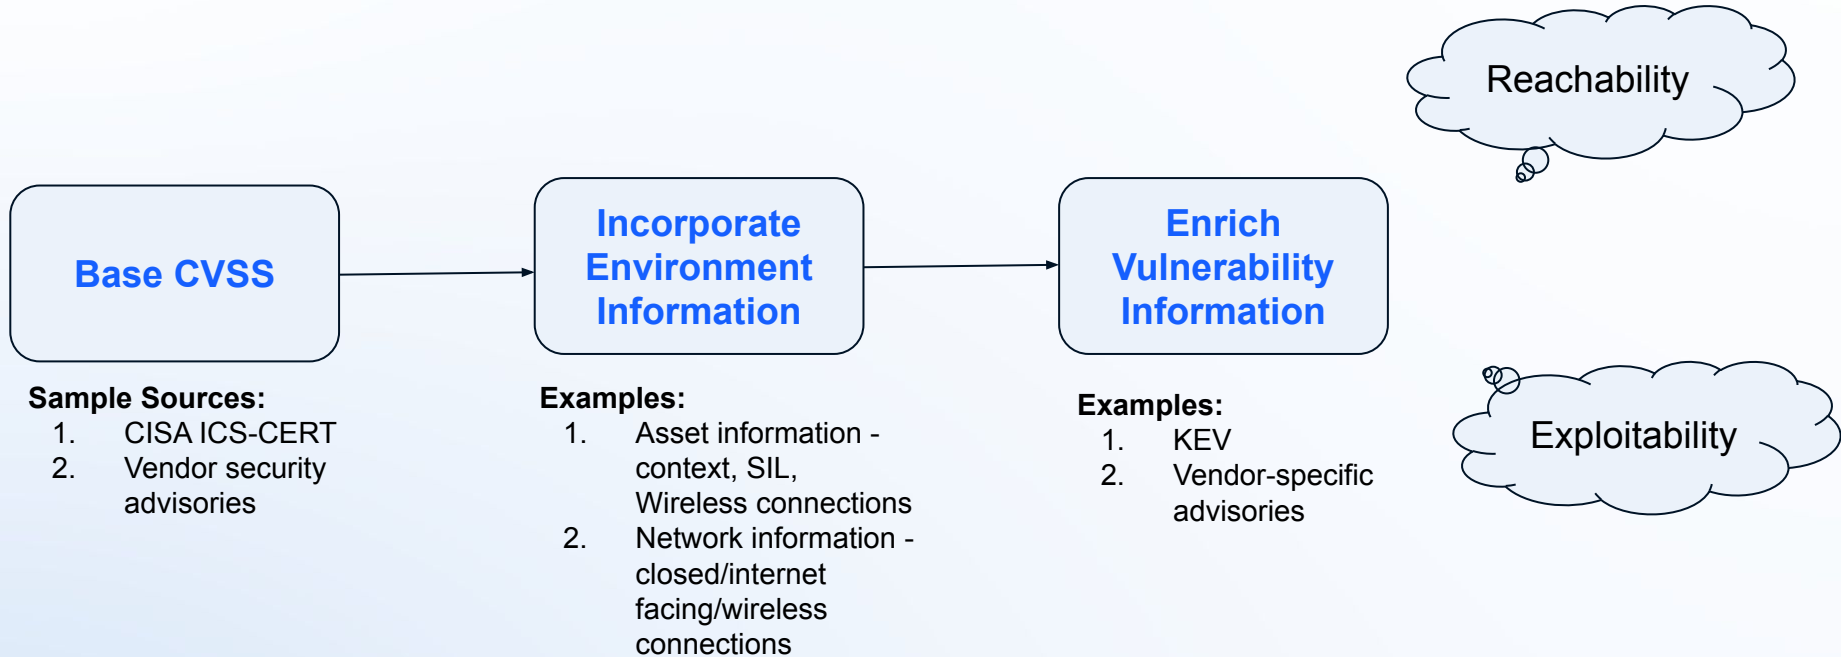 Reachability
Base CVSS
Incorporate
Environment
Information
Enrich
Vulnerability
Information
Sample Sources:
1. CISA ICS-CERT
2. Vendor security
advisories
Examples:
1. Asset information -
context, SIL,
Wireless connections
2. Network information -
closed/internet
facing/wireless
connections
Examples:
1. KEV
2. Vendor-specific
advisories
Exploitability